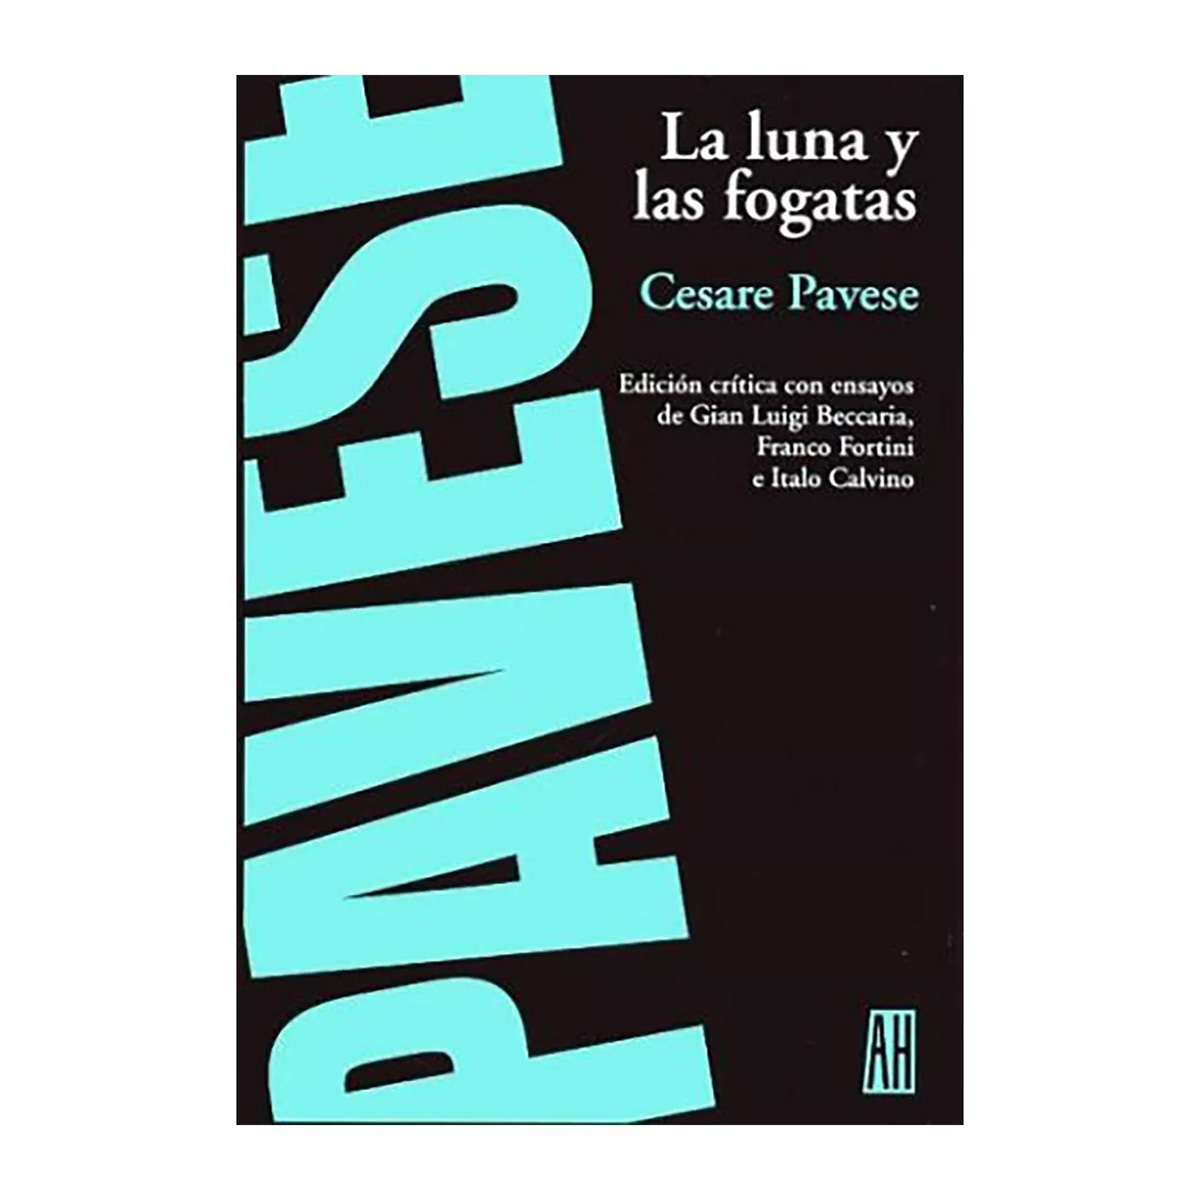 La luna y
las fogatas
Cesare Pavese
Edición crítica con ensayos
de Gian Luigi Beccaria,
Franco Fortini
e Italo Calvino
PAVESE
AH